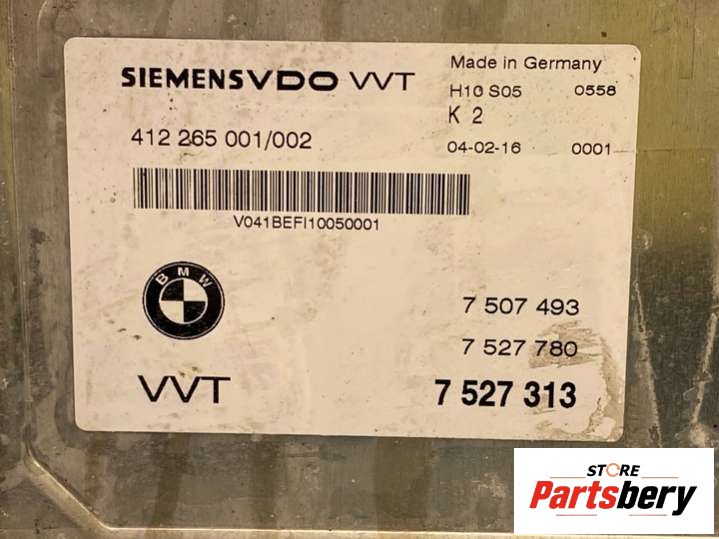 SIEMENSVDO VVT
Made in Germany
H10 S05 0558
K 2
412 265 001/002
04-02-16 0001
V041BEFI10050001
BMW
7 507 493
7 527 780
VVT
7 527 313
STORE
Partsbery